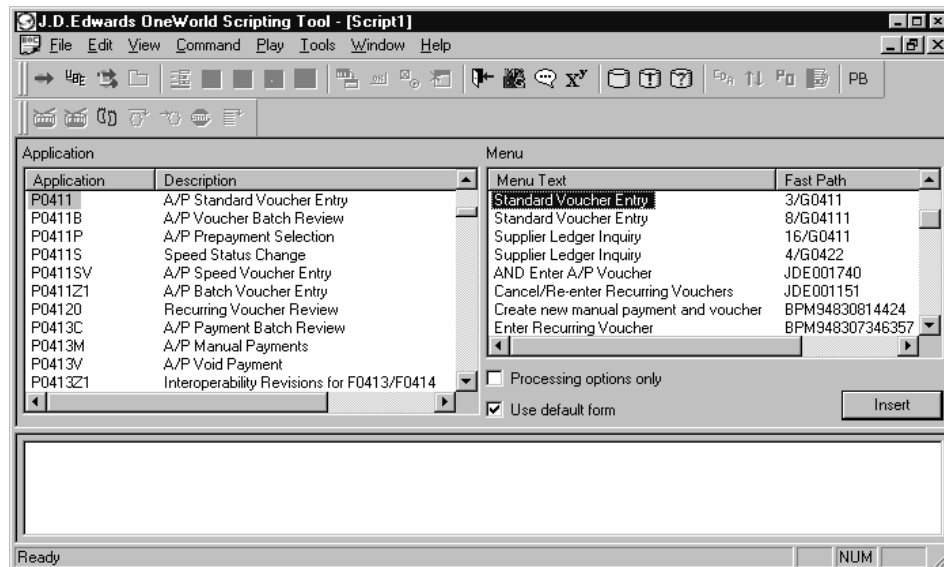 J.D.Edwards OneWorld Scripting Tool - [Script1]
File Edit View Command Play Tools Window Help
PB
Application
Menu
Application Description
P0411 A/P Standard Voucher Entry
P0411B A/P Voucher Batch Review
P0411P A/P Prepayment Selection
P0411S Speed Status Change
P0411SV A/P Speed Voucher Entry
P0411Z1 A/P Batch Voucher Entry
P04120 Recurring Voucher Review
P0413C A/P Payment Batch Review
P0413M A/P Manual Payments
P0413V A/P Void Payment
P0413Z1 Interoperability Revisions for F0413/F0414
Menu Text Fast Path
Standard Voucher Entry 3/G0411
Standard Voucher Entry 8/G04111
Supplier Ledger Inquiry 16/G0411
Supplier Ledger Inquiry 4/G0422
AND Enter A/P Voucher JDE001740
Cancel/Re-enter Recurring Vouchers JDE001151
Create new manual payment and voucher BPM94830814424
Enter Recurring Voucher BPM948307346357
Processing options only
Use default form
Insert
Ready
NUM